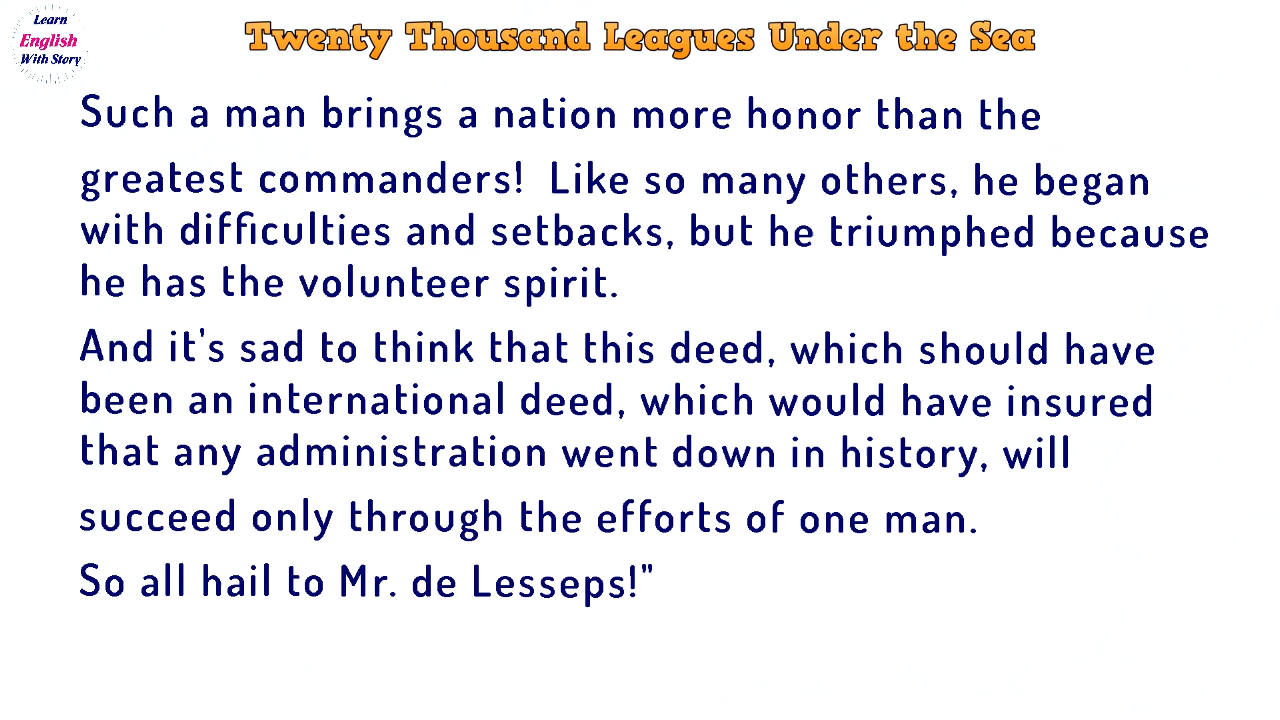 Learn
English
With Story
Twenty Thousand Leagues Under the Sea
Such a man brings a nation more honor than the
greatest commanders! Like so many others, he began
with difficulties and setbacks, but he triumphed because
he has the volunteer spirit.
And it's sad to think that this deed, which should have
been an international deed, which would have insured
that any administration went down in history, will
succeed only through the efforts of one man.
So all hail to Mr. de Lesseps!"